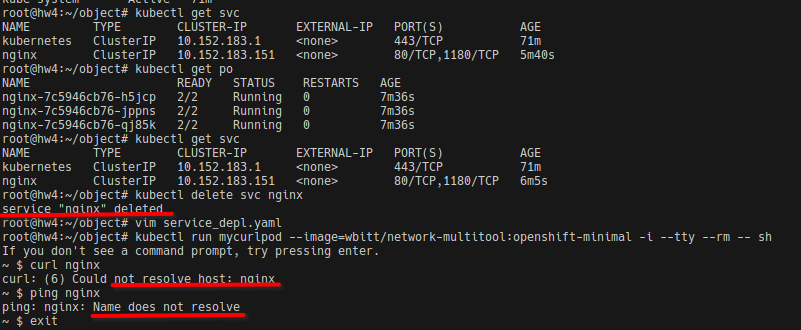 kube-system     Active   71m
root@hw4:~/object# kubectl get svc
NAME         TYPE        CLUSTER-IP       EXTERNAL-IP   PORT(S)           AGE
kubernetes   ClusterIP   10.152.183.1     <none>        443/TCP           71m
nginx        ClusterIP   10.152.183.151   <none>        80/TCP,1180/TCP   5m40s
root@hw4:~/object# kubectl get po
NAME                     READY   STATUS    RESTARTS   AGE
nginx-7c5946cb76-h5jcp   2/2     Running   0          7m36s
nginx-7c5946cb76-jppns   2/2     Running   0          7m36s
nginx-7c5946cb76-qj85k   2/2     Running   0          7m36s
root@hw4:~/object# kubectl get svc
NAME         TYPE        CLUSTER-IP       EXTERNAL-IP   PORT(S)           AGE
kubernetes   ClusterIP   10.152.183.1     <none>        443/TCP           71m
nginx        ClusterIP   10.152.183.151   <none>        80/TCP,1180/TCP   6m5s
root@hw4:~/object# kubectl delete svc nginx
service "nginx" deleted
root@hw4:~/object# vim service_depl.yaml
root@hw4:~/object# kubectl run mycurlpod --image=wbitt/network-multitool:openshift-minimal -i --tty --rm -- sh
If you don't see a command prompt, try pressing enter.
~ $ curl nginx
curl: (6) Could not resolve host: nginx
~ $ ping nginx
ping: nginx: Name does not resolve
~ $ exit